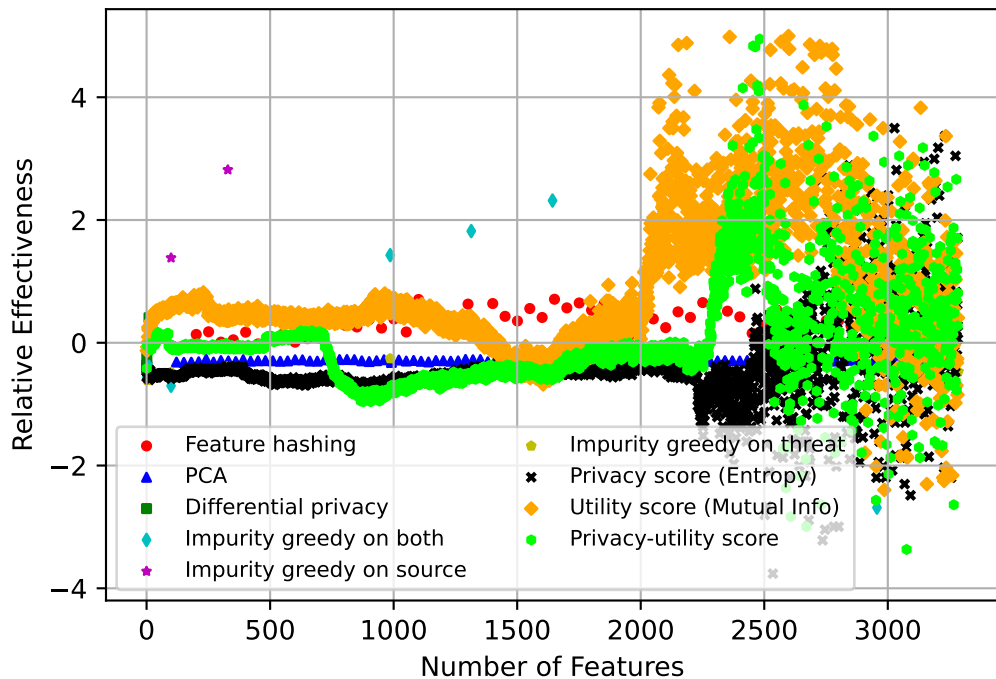 Relative Effectiveness
4
2
0
−2
−4
Feature hashing
PCA
Differential privacy
Impurity greedy on both
Impurity greedy on source
Impurity greedy on threat
Privacy score (Entropy)
Utility score (Mutual Info)
Privacy-utility score
0 500 1000 1500 2000 2500 3000
Number of Features